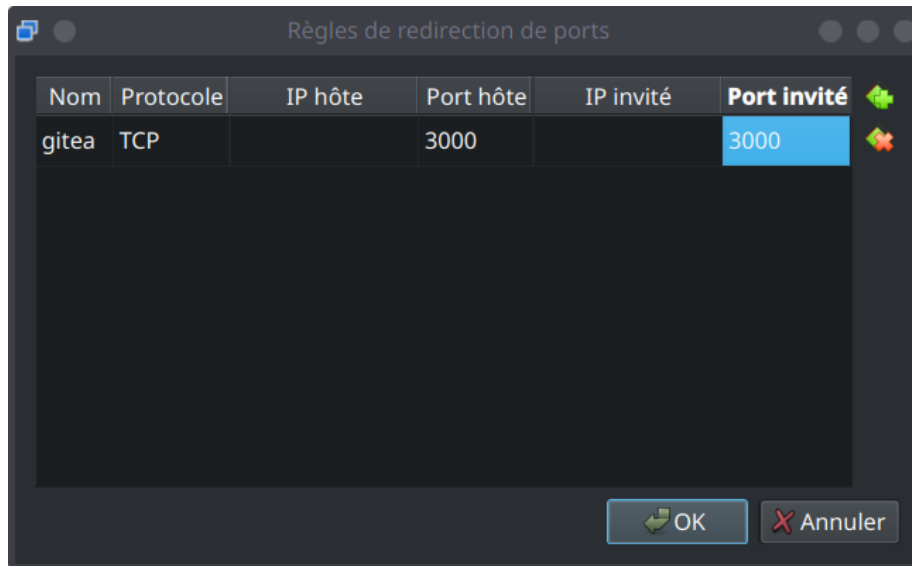 Règles de redirection de ports
Nom Protocole IP hôte Port hôte IP invité Port invité
gitea TCP 3000 3000
OK Annuler